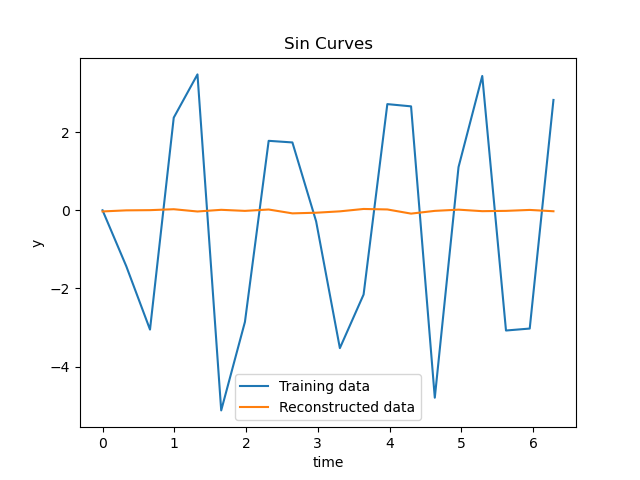 Sin Curves
y
2
0
−2
−4
Training data
Reconstructed data
0 1 2 3 4 5 6
time